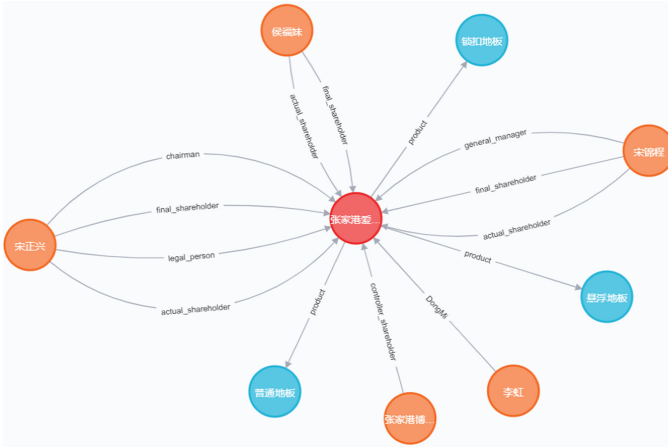 侯福妹
锁扣地板
actual_shareholder
final_shareholder
product
general_manager
宋锦程
chairman
final_shareholder
final_shareholder
张家港爱...
actual_shareholder
宋正兴
legal_person
product
actual_shareholder
悬浮地板
product
controller_shareholder
DongMi
普通地板
李虹
张家港博...